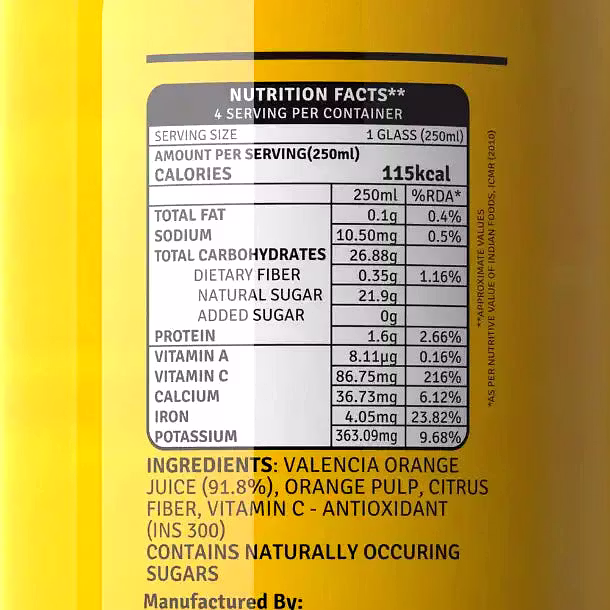 NUTRITION FACTS**
4 SERVING PER CONTAINER
SERVING SIZE 1 GLASS (250ml)
AMOUNT PER SERVING(250ml)
CALORIES 115kcal
250ml %RDA*
TOTAL FAT 0.1g 0.4%
SODIUM 10.50mg 0.5%
TOTAL CARBOHYDRATES 26.88g
DIETARY FIBER 0.35g 1.16%
NATURAL SUGAR 21.9g
ADDED SUGAR 0g
PROTEIN 1.6g 2.66%
VITAMIN A 8.11µg 0.16%
VITAMIN C 86.75mg 216%
CALCIUM 36.73mg 6.12%
IRON 4.05mg 23.82%
POTASSIUM 363.09mg 9.68%
**APPROXIMATE VALUES
*AS PER NUTRITIVE VALUE OF INDIAN FOODS, ICMR (2010)
INGREDIENTS: VALENCIA ORANGE
JUICE (91.8%), ORANGE PULP, CITRUS
FIBER, VITAMIN C - ANTIOXIDANT
(INS 300)
CONTAINS NATURALLY OCCURING
SUGARS
Manufactured By: